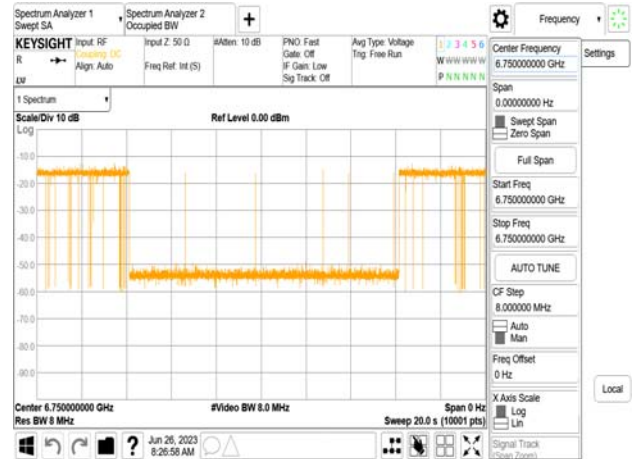 Spectrum Analyzer 1
Swept SA
Spectrum Analyzer 2
Occupied BW
+
Frequency
KEYSIGHT
R
LV
Input: RF
Coupling: DC
Align: Auto
Input Z: 50 Ω
Freq Ref: Int (S)
#Atten: 10 dB
PNO: Fast
Gate: Off
IF Gain: Low
Sig Track: Off
Avg Type: Voltage
Trig: Free Run
1 2 3 4 5 6
W W W W W W
P N N N N N
Center Frequency
6.750000000 GHz
Settings
Span
0.00000000 Hz
Swept Span
Zero Span
Full Span
Start Freq
6.750000000 GHz
Stop Freq
6.750000000 GHz
AUTO TUNE
CF Step
8.000000 MHz
Auto
Man
Freq Offset
0 Hz
X Axis Scale
Log
Lin
Signal Track
(Span Zoom)
Local
1 Spectrum
Scale/Div 10 dB
Ref Level 0.00 dBm
Log
-10.0
-20.0
-30.0
-40.0
-50.0
-60.0
-70.0
-80.0
-90.0
Center 6.750000000 GHz
#Video BW 8.0 MHz
Span 0 Hz
Res BW 8 MHz
Sweep 20.0 s (10001 pts)
?
Jun 26, 2023
8:26:58 AM